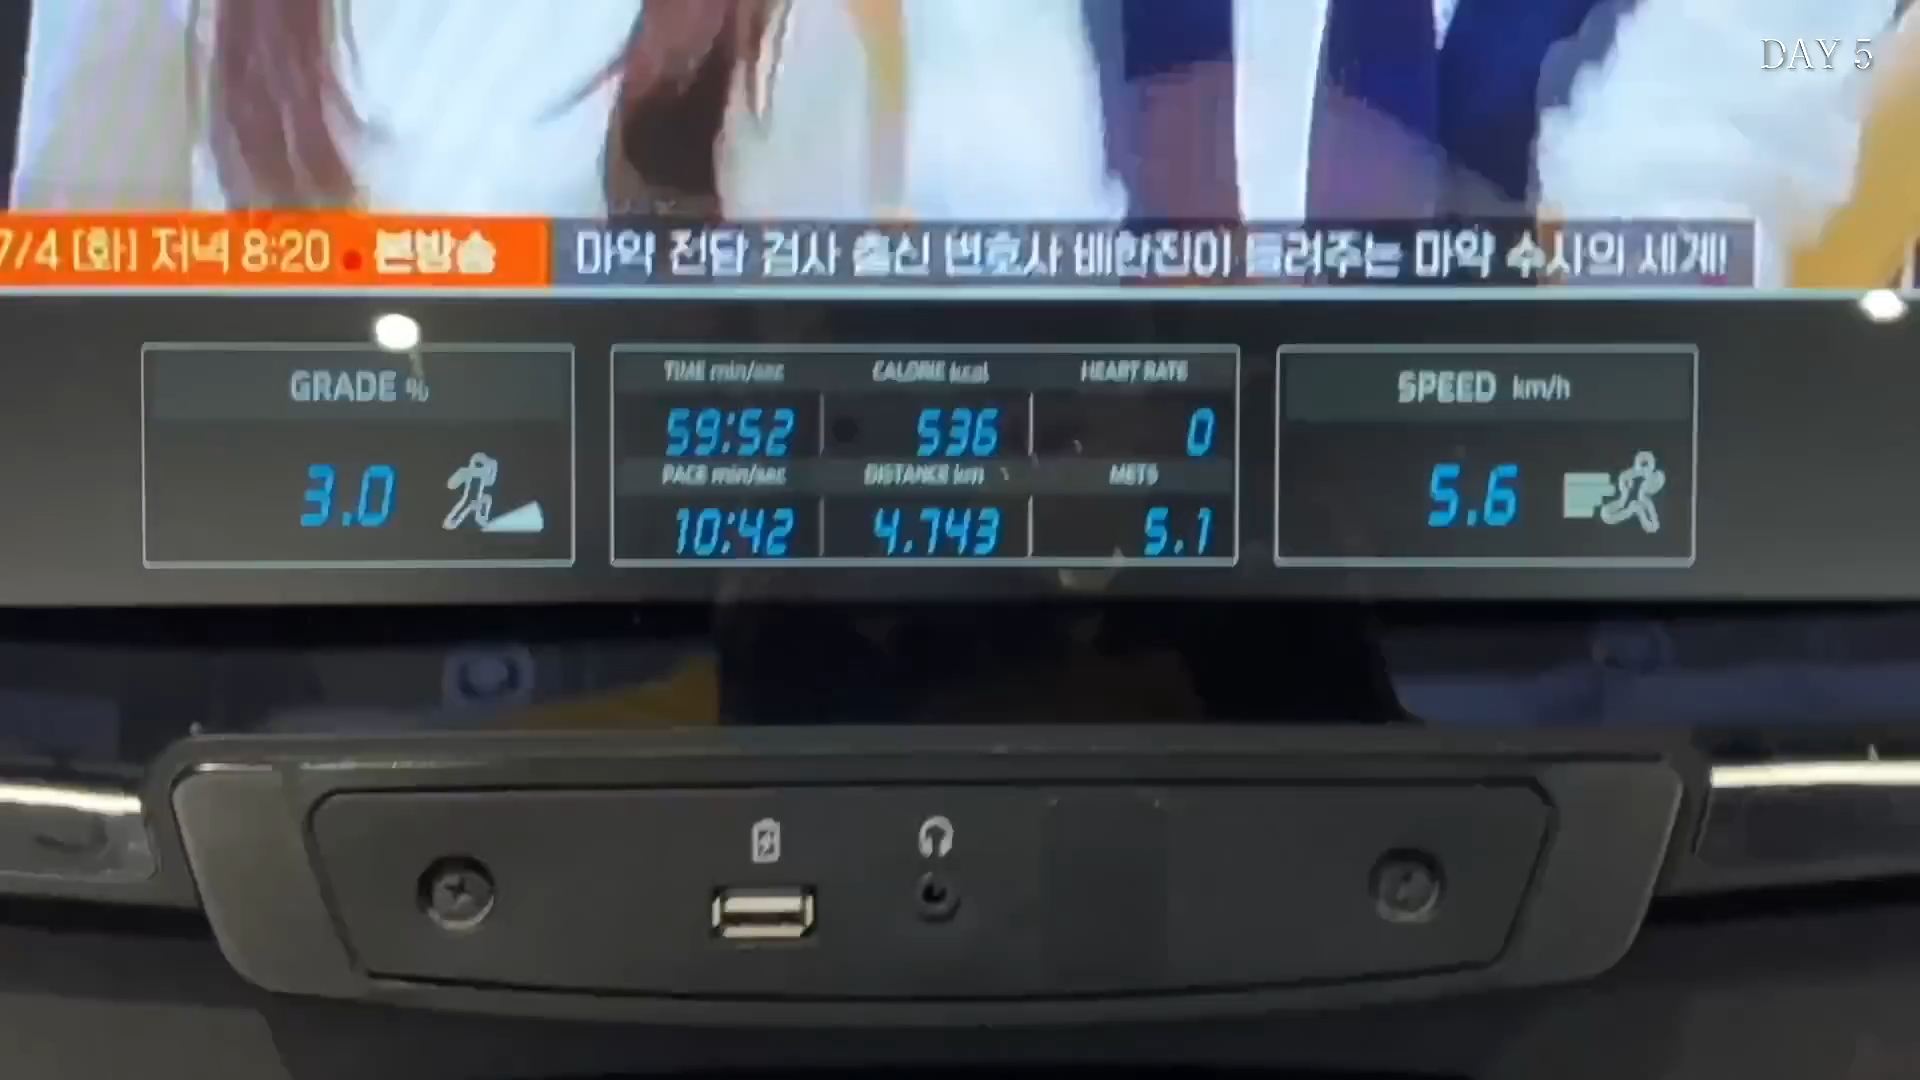 DAY 5
7/4 [화] 저녁 8:20 • 본방송
마약 전담 검사 출신 변호사 배한진이 들려주는 마약 수사의 세계!
GRADE %
3.0
TIME min/sec CALORIE kcal HEART RATE
59:52 536 0
PACE min/sec DISTANCE km METS
10:42 4.743 5.1
SPEED km/h
5.6